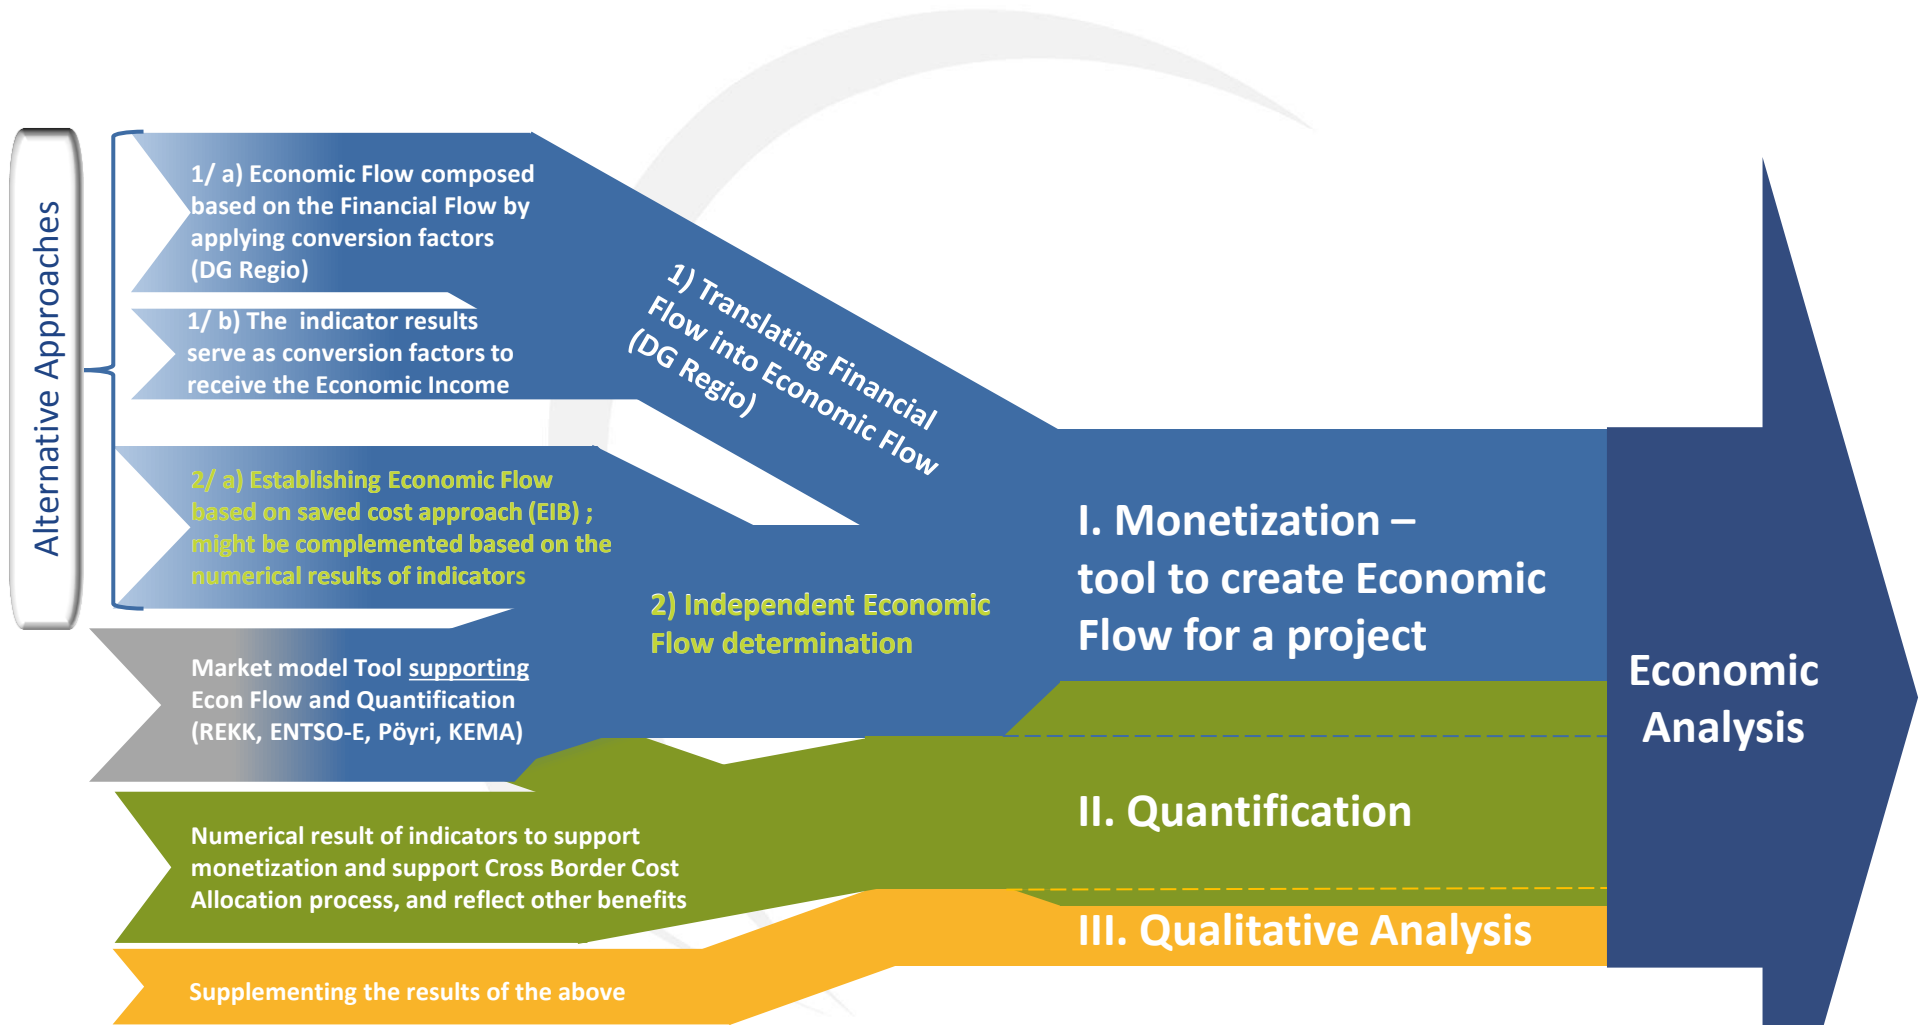 Alternative Approaches
1/ a) Economic Flow composed
based on the Financial Flow by
applying conversion factors
(DG Regio)
1/ b) The indicator results
serve as conversion factors to
receive the Economic Income
2/ a) Establishing Economic Flow
based on saved cost approach (EIB) ;
might be complemented based on the
numerical results of indicators
Market model Tool supporting
Econ Flow and Quantification
(REKK, ENTSO-E, Pöyri, KEMA)
Numerical result of indicators to support
monetization and support Cross Border Cost
Allocation process, and reflect other benefits
Supplementing the results of the above
1) Translating Financial
Flow into Economic Flow
(DG Regio)
2) Independent Economic
Flow determination
I. Monetization –
tool to create Economic
Flow for a project
II. Quantification
III. Qualitative Analysis
Economic
Analysis